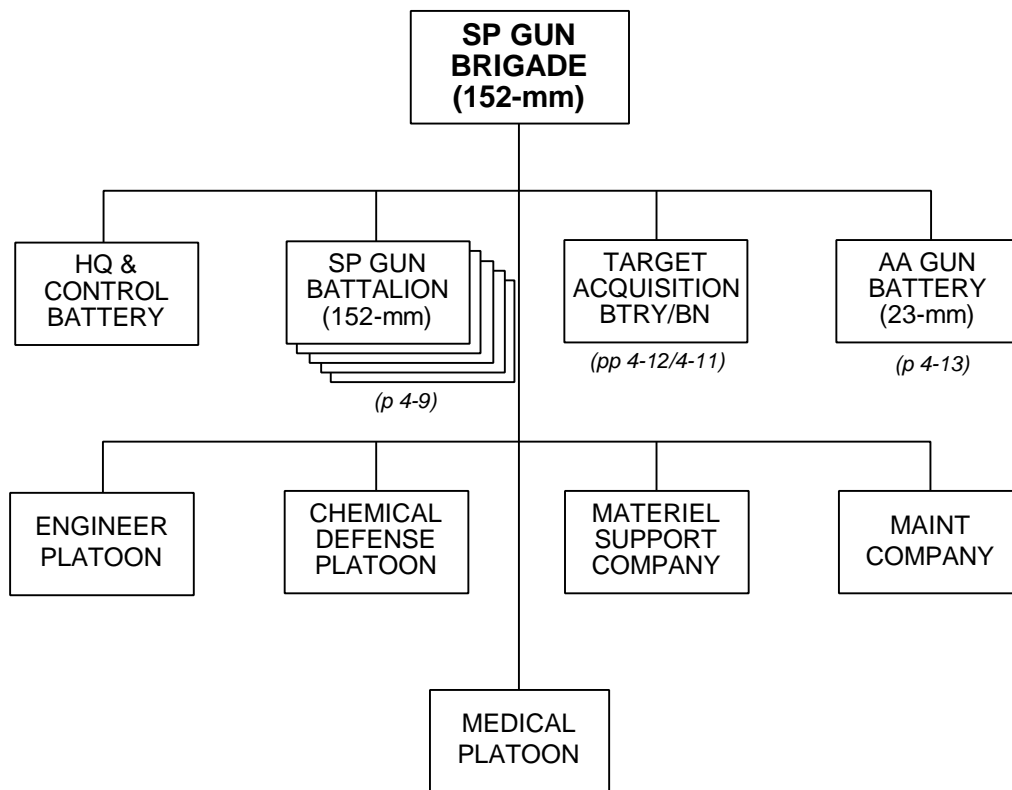 SP GUN
BRIGADE
(152-mm)
HQ &
CONTROL
BATTERY
SP GUN
BATTALION
(152-mm)
(p 4-9)
TARGET
ACQUISITION
BTRY/BN
(pp 4-12/4-11)
AA GUN
BATTERY
(23-mm)
(p 4-13)
ENGINEER
PLATOON
CHEMICAL
DEFENSE
PLATOON
MATERIEL
SUPPORT
COMPANY
MAINT
COMPANY
MEDICAL
PLATOON